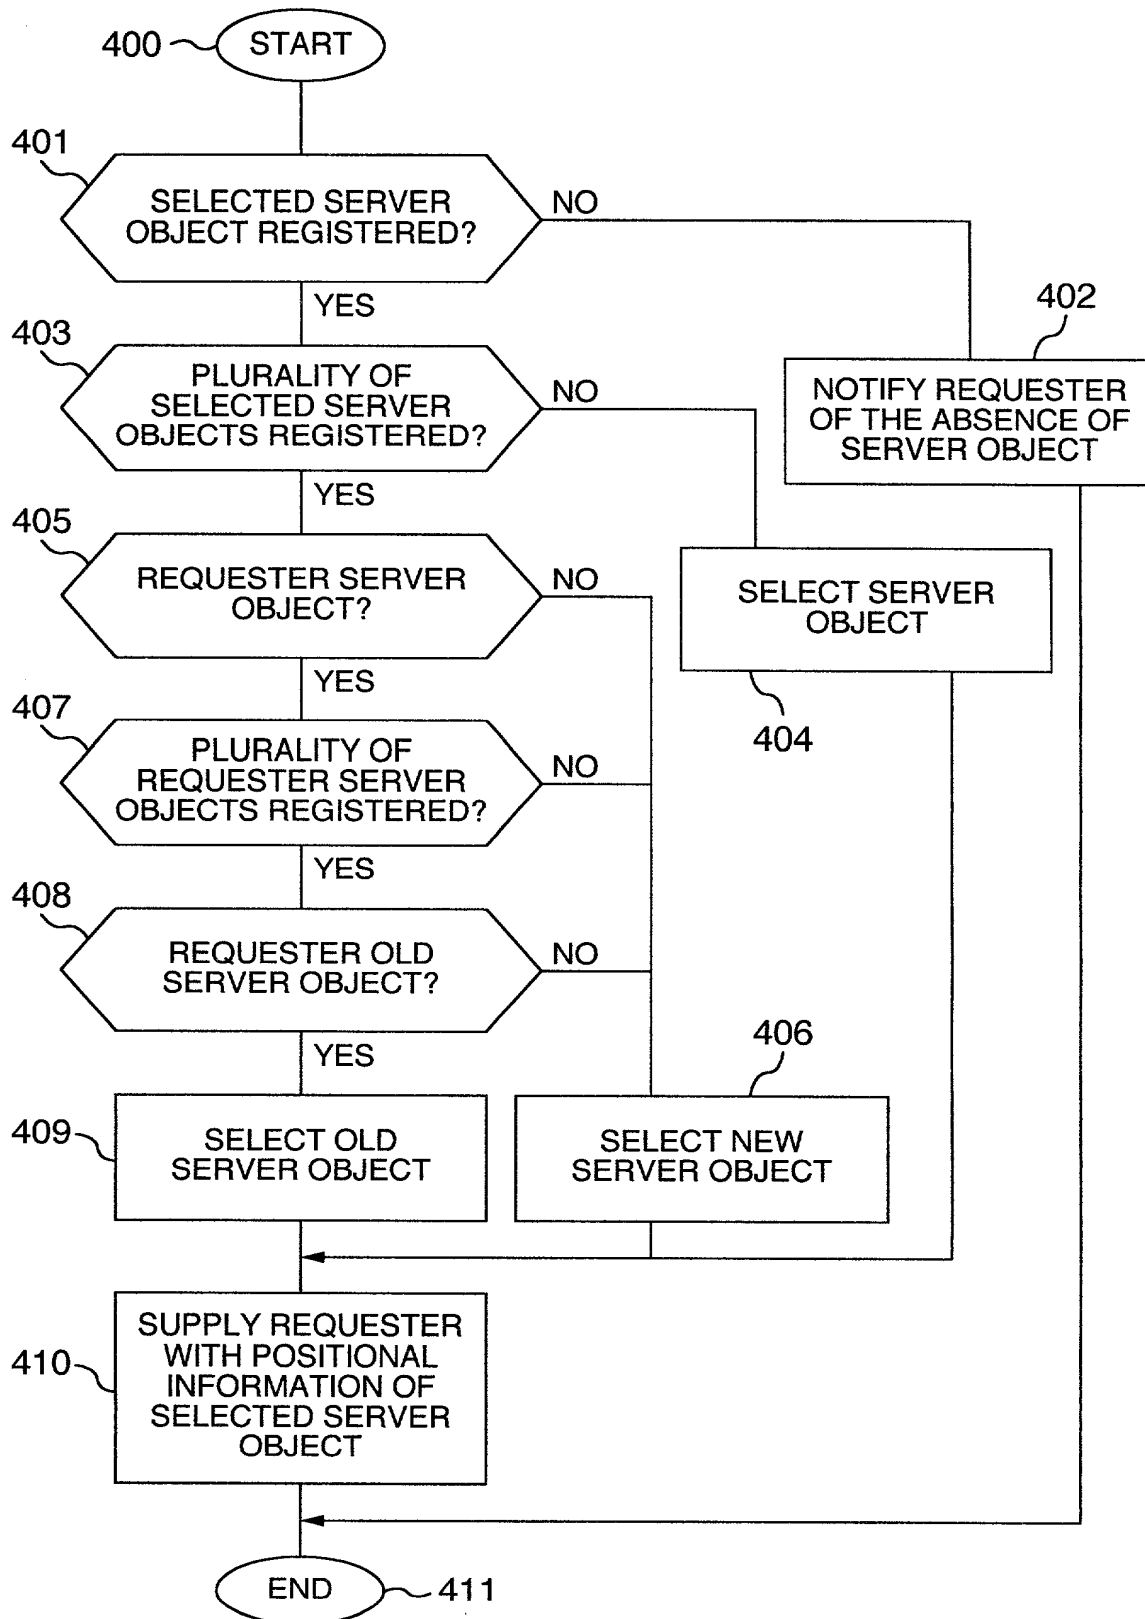 400
START
401
SELECTED SERVER
OBJECT REGISTERED?
NO
YES
402
NOTIFY REQUESTER
OF THE ABSENCE OF
SERVER OBJECT
403
PLURALITY OF
SELECTED SERVER
OBJECTS REGISTERED?
NO
YES
SELECT SERVER
OBJECT
404
405
REQUESTER SERVER
OBJECT?
NO
YES
407
PLURALITY OF
REQUESTER SERVER
OBJECTS REGISTERED?
NO
YES
408
REQUESTER OLD
SERVER OBJECT?
NO
YES
406
409
SELECT OLD
SERVER OBJECT
SELECT NEW
SERVER OBJECT
410
SUPPLY REQUESTER
WITH POSITIONAL
INFORMATION OF
SELECTED SERVER
OBJECT
END
411